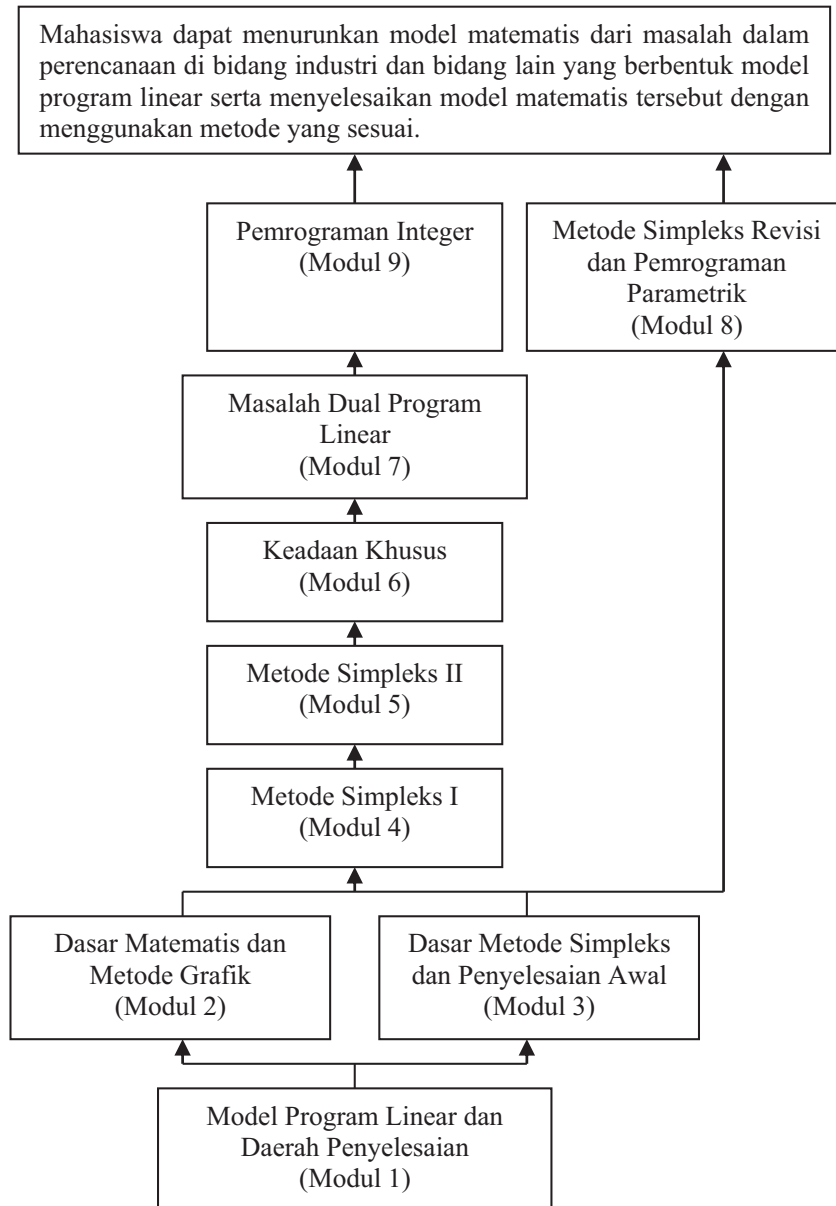 Mahasiswa dapat menurunkan model matematis dari masalah dalam
perencanaan di bidang industri dan bidang lain yang berbentuk model
program linear serta menyelesaikan model matematis tersebut dengan
menggunakan metode yang sesuai.
Pemrograman Integer
(Modul 9)
Metode Simpleks Revisi
dan Pemrograman
Parametrik
(Modul 8)
Masalah Dual Program
Linear
(Modul 7)
Keadaan Khusus
(Modul 6)
Metode Simpleks II
(Modul 5)
Metode Simpleks I
(Modul 4)
Dasar Matematis dan
Metode Grafik
(Modul 2)
Dasar Metode Simpleks
dan Penyelesaian Awal
(Modul 3)
Model Program Linear dan
Daerah Penyelesaian
(Modul 1)